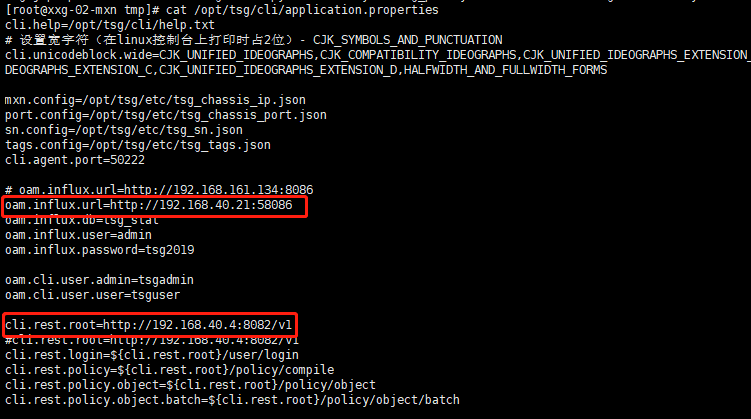 [root@xxg-02-mxn tmp]# cat /opt/tsg/cli/application.properties
cli.help=/opt/tsg/cli/help.txt
# 设置宽字符（在linux控制台上打印时占2位）- CJK_SYMBOLS_AND_PUNCTUATION
cli.unicodeblock.wide=CJK_UNIFIED_IDEOGRAPHS,CJK_COMPATIBILITY_IDEOGRAPHS,CJK_UNIFIED_IDEOGRAPHS_EXTENSION_
DEOGRAPHS_EXTENSION_C,CJK_UNIFIED_IDEOGRAPHS_EXTENSION_D,HALFWIDTH_AND_FULLWIDTH_FORMS
mxn.config=/opt/tsg/etc/tsg_chassis_ip.json
port.config=/opt/tsg/etc/tsg_chassis_port.json
sn.config=/opt/tsg/etc/tsg_sn.json
tags.config=/opt/tsg/etc/tsg_tags.json
cli.agent.port=50222
# oam.influx.url=http://192.168.161.134:8086
oam.influx.url=http://192.168.40.21:58086
oam.influx.db=tsg_stat
oam.influx.user=admin
oam.influx.password=tsg2019
oam.cli.user.admin=tsgadmin
oam.cli.user.user=tsguser
cli.rest.root=http://192.168.40.4:8082/v1
#cli.rest.root=http://192.168.40.4:8082/v1
cli.rest.login=${cli.rest.root}/user/login
cli.rest.policy=${cli.rest.root}/policy/compile
cli.rest.policy.object=${cli.rest.root}/policy/object
cli.rest.policy.object.batch=${cli.rest.root}/policy/object/batch